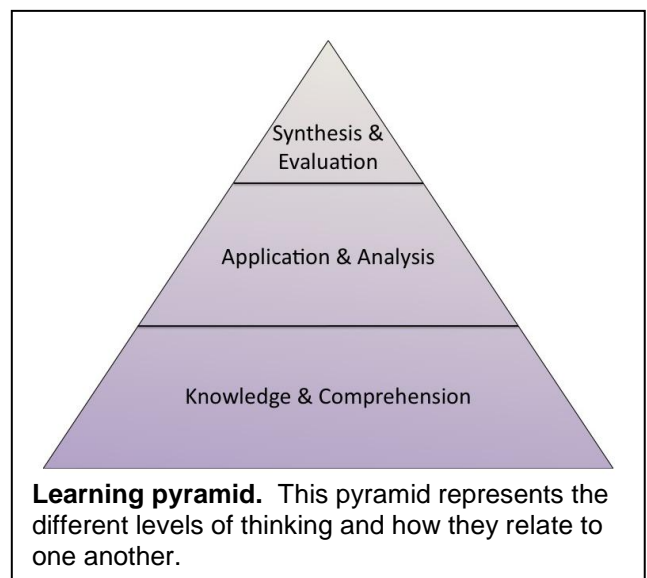 Synthesis &
Evaluation
Application & Analysis
Knowledge & Comprehension
Learning pyramid.  This pyramid represents the
different levels of thinking and how they relate to
one another.